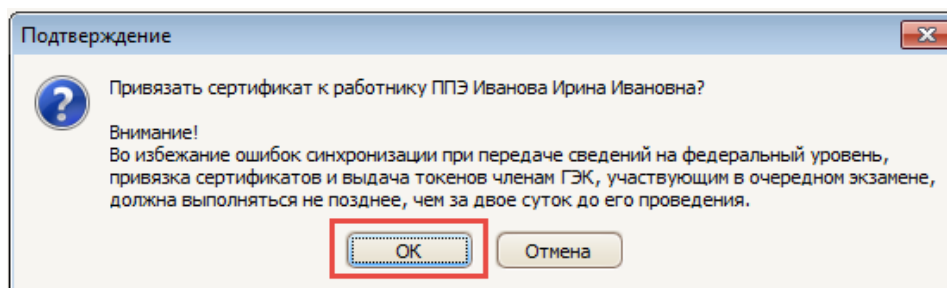 Подтверждение
Привязать сертификат к работнику ППЭ Иванова Ирина Ивановна?
Внимание!
Во избежание ошибок синхронизации при передаче сведений на федеральный уровень,
привязка сертификатов и выдача токенов членам ГЭК, участвующим в очередном экзамене,
должна выполняться не позднее, чем за двое суток до его проведения.
ОК
Отмена